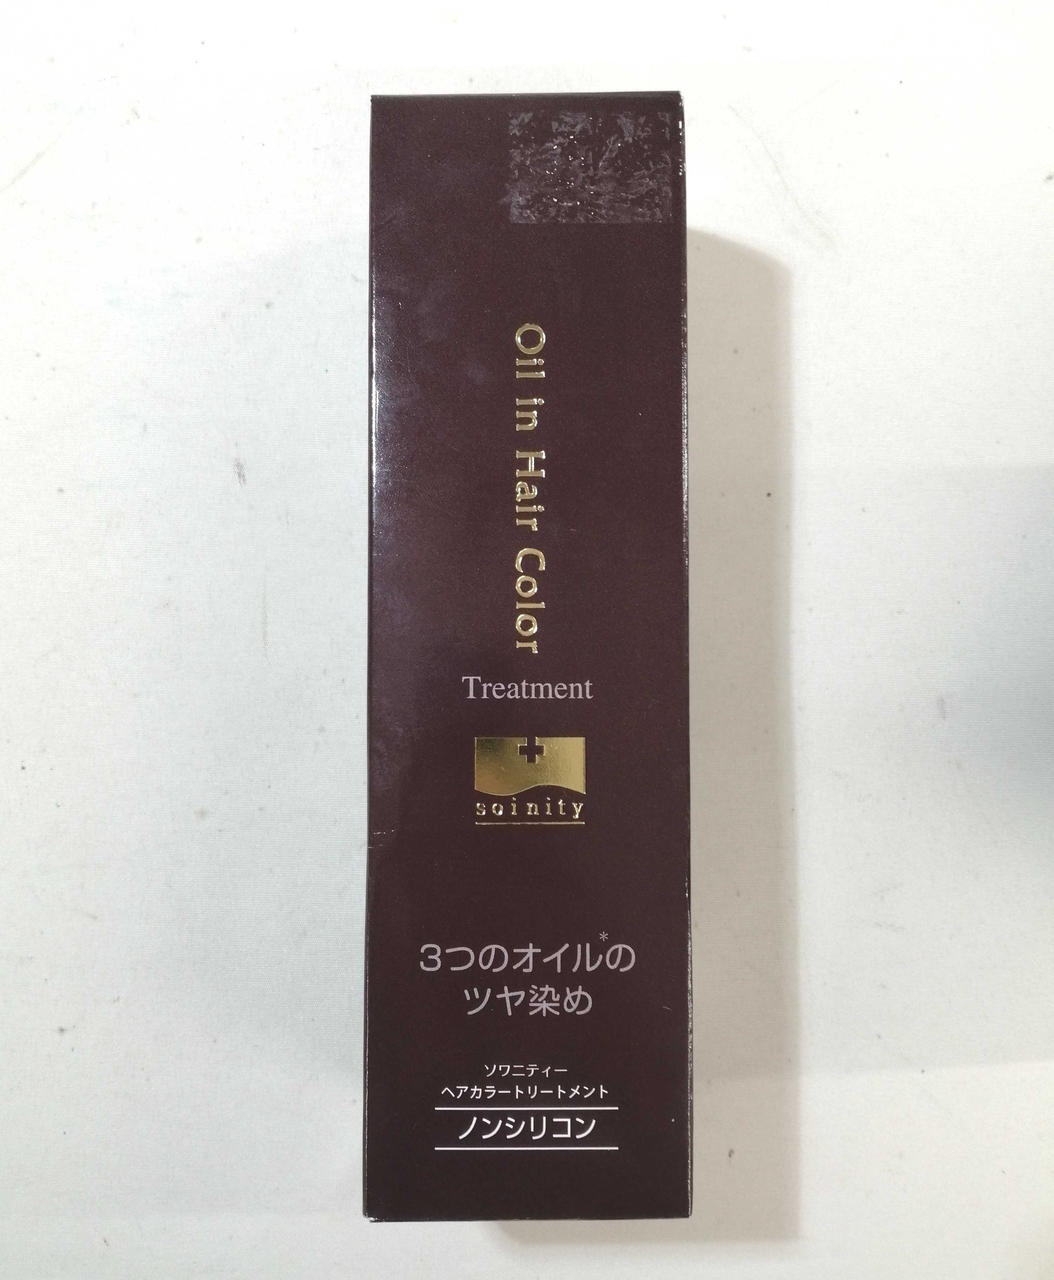 Oil in Hair Color
Treatment
soinity
3つのオイル*の
ツヤ染め
ソワニティー
ヘアカラートリートメント
ノンシリコン